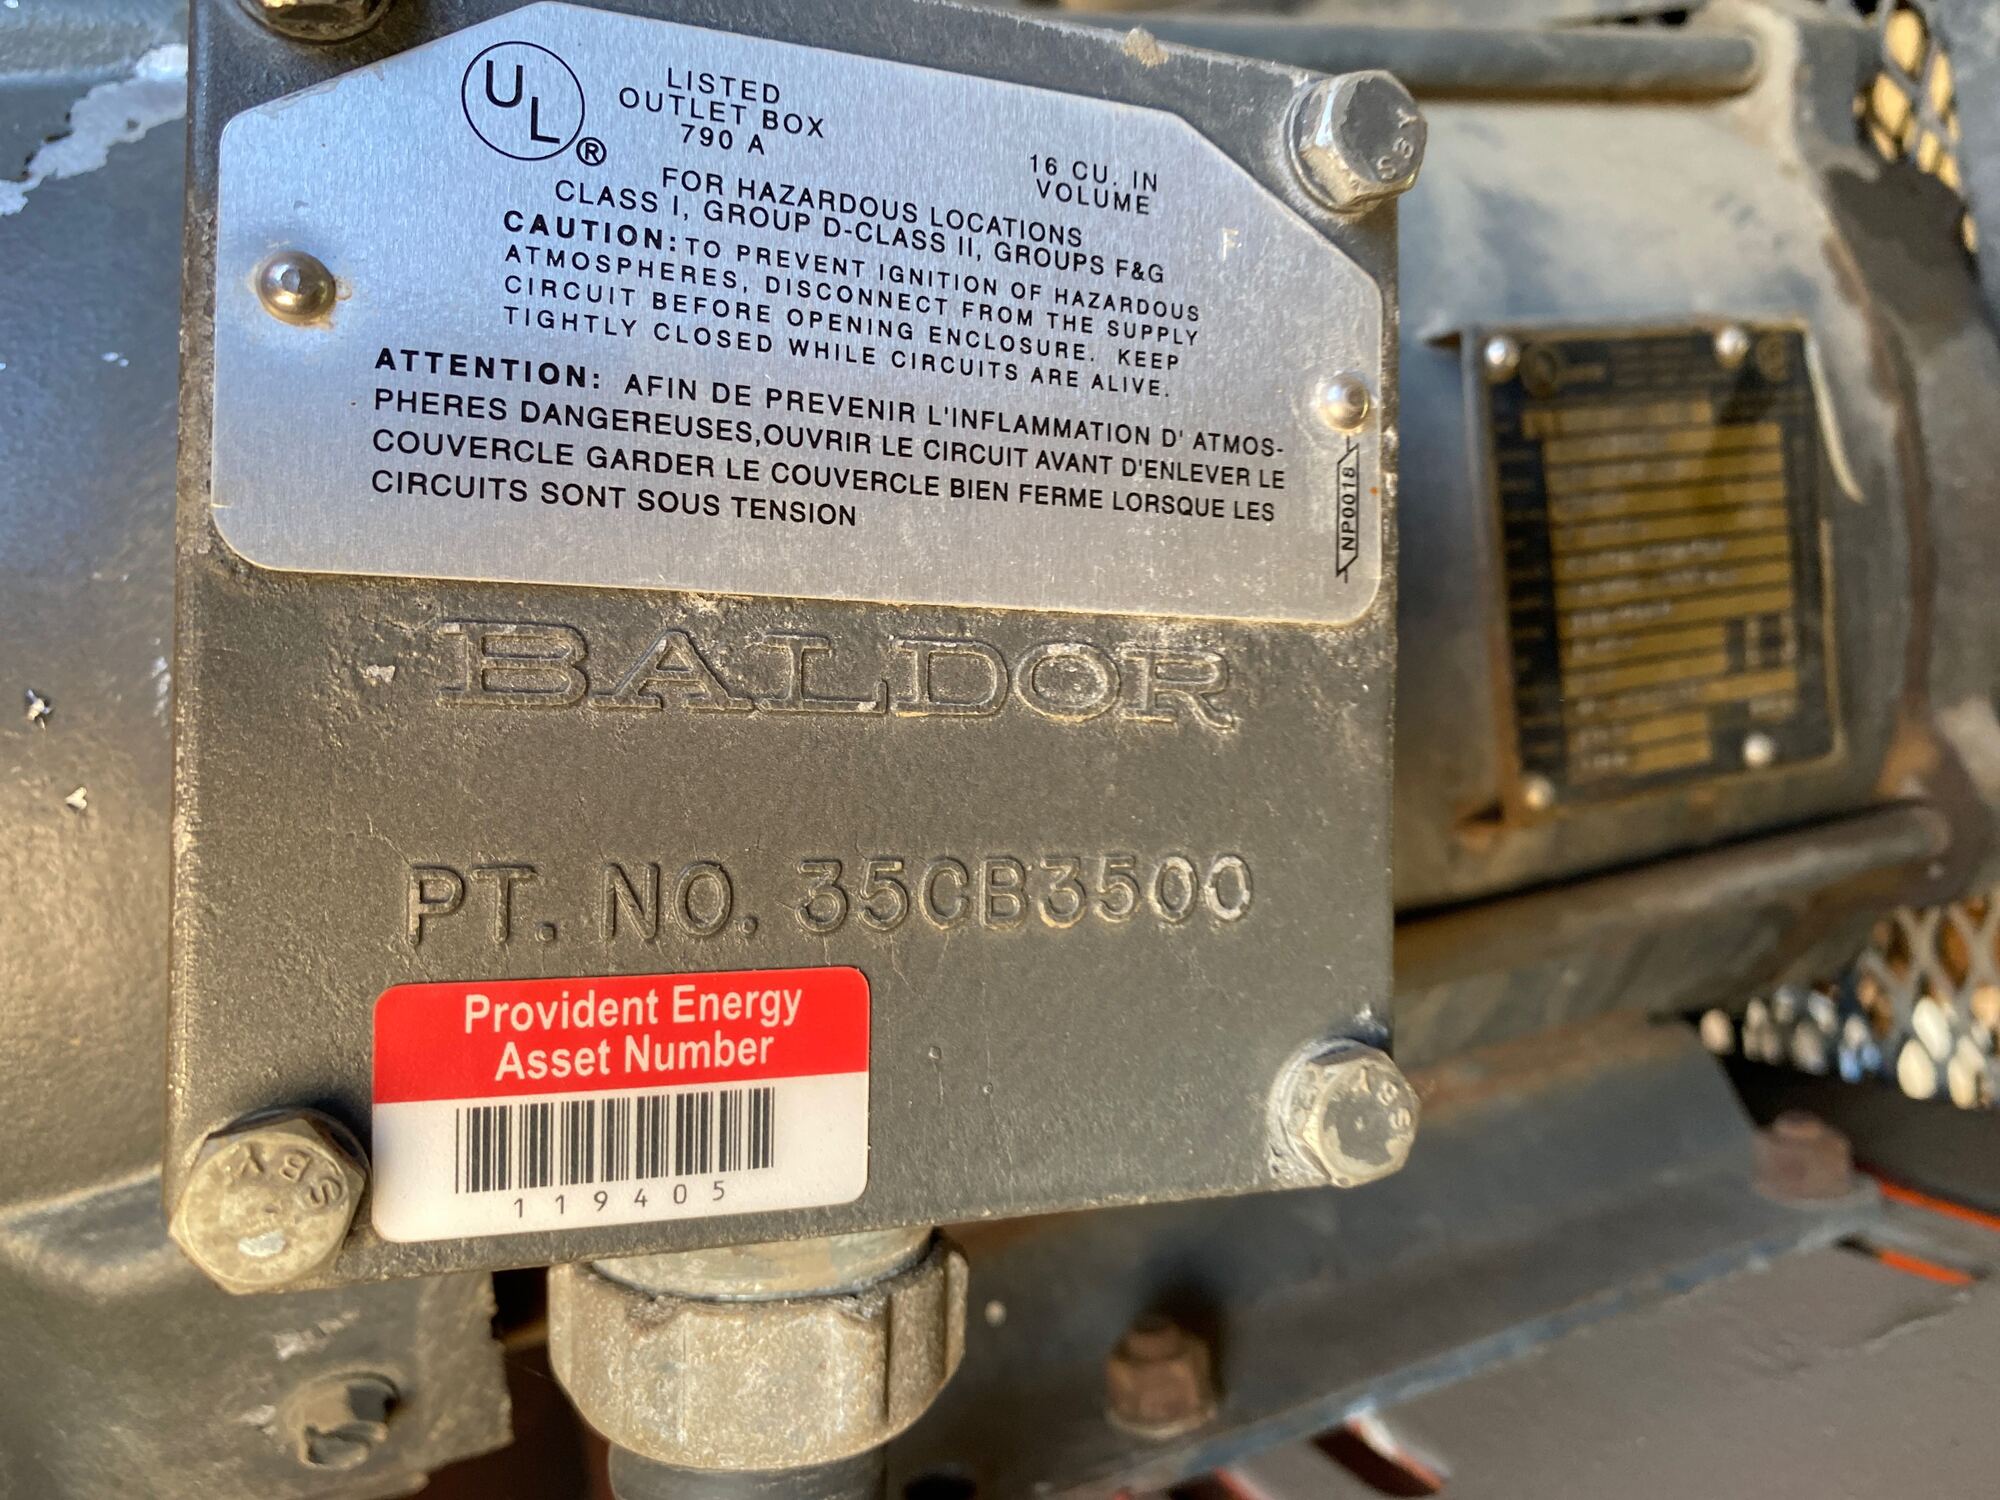 UL®
LISTED
OUTLET BOX
790 A
16 CU. IN
VOLUME
FOR HAZARDOUS LOCATIONS
CLASS I, GROUP D-CLASS II, GROUPS F&G
F
CAUTION: TO PREVENT IGNITION OF HAZARDOUS
ATMOSPHERES, DISCONNECT FROM THE SUPPLY
CIRCUIT BEFORE OPENING ENCLOSURE. KEEP
TIGHTLY CLOSED WHILE CIRCUITS ARE ALIVE.
ATTENTION: AFIN DE PREVENIR L'INFLAMMATION D' ATMOS-
PHERES DANGEREUSES,OUVRIR LE CIRCUIT AVANT D'ENLEVER LE
COUVERCLE GARDER LE COUVERCLE BIEN FERME LORSQUE LES
CIRCUITS SONT SOUS TENSION
NP0018
BALDOR
PT. NO. 35CB3500
Provident Energy
Asset Number
119405
SBY
SBY
SBY